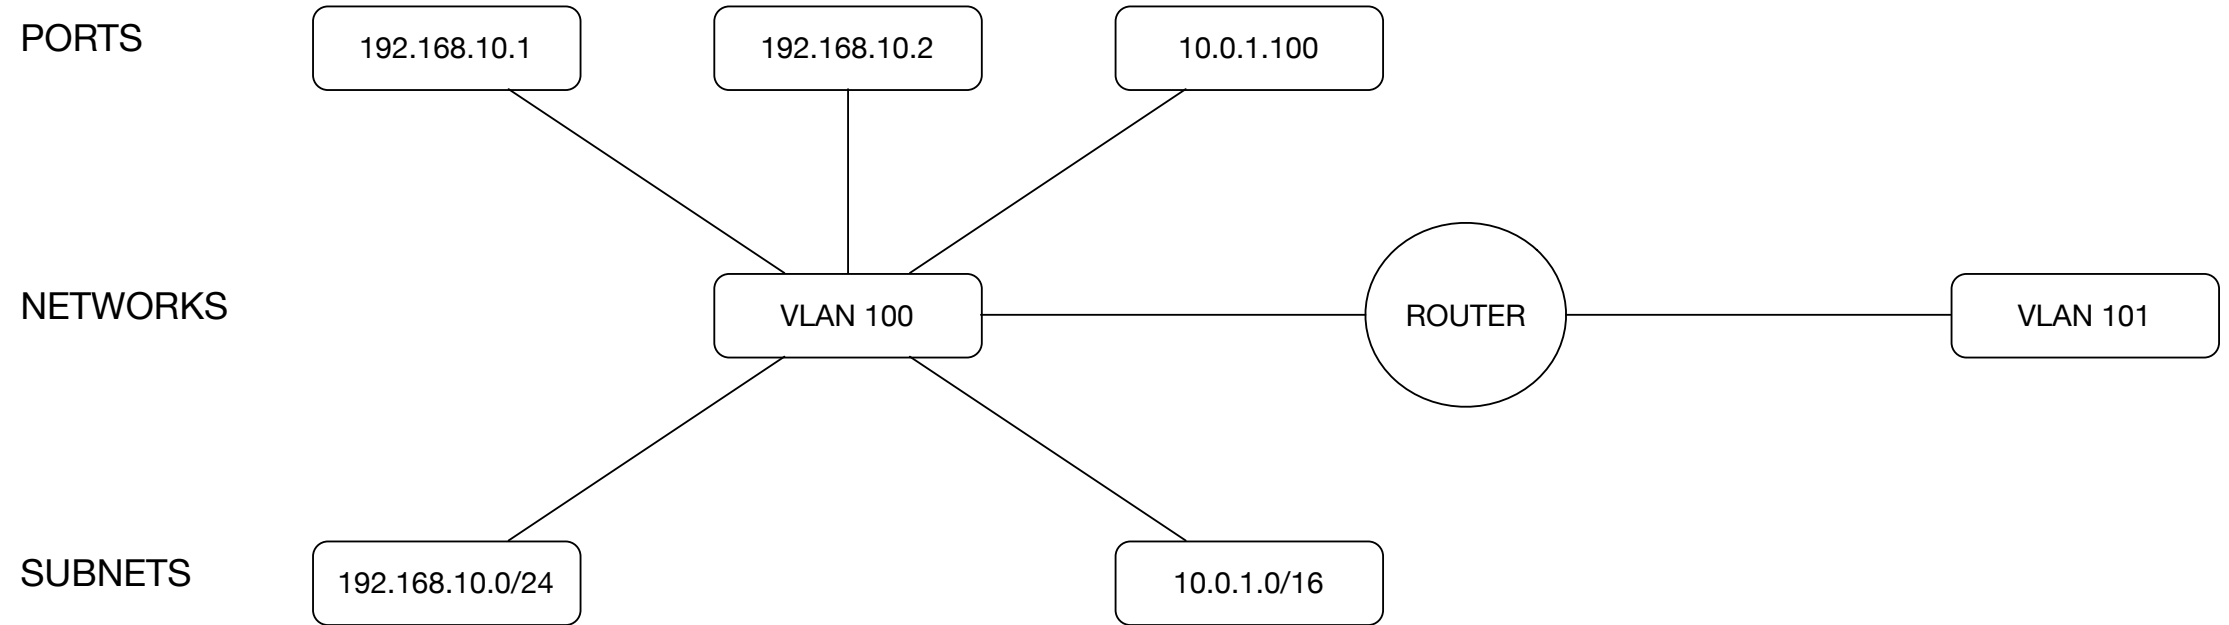 PORTS
192.168.10.1
192.168.10.2
10.0.1.100
NETWORKS
VLAN 100
ROUTER
VLAN 101
SUBNETS
192.168.10.0/24
10.0.1.0/16